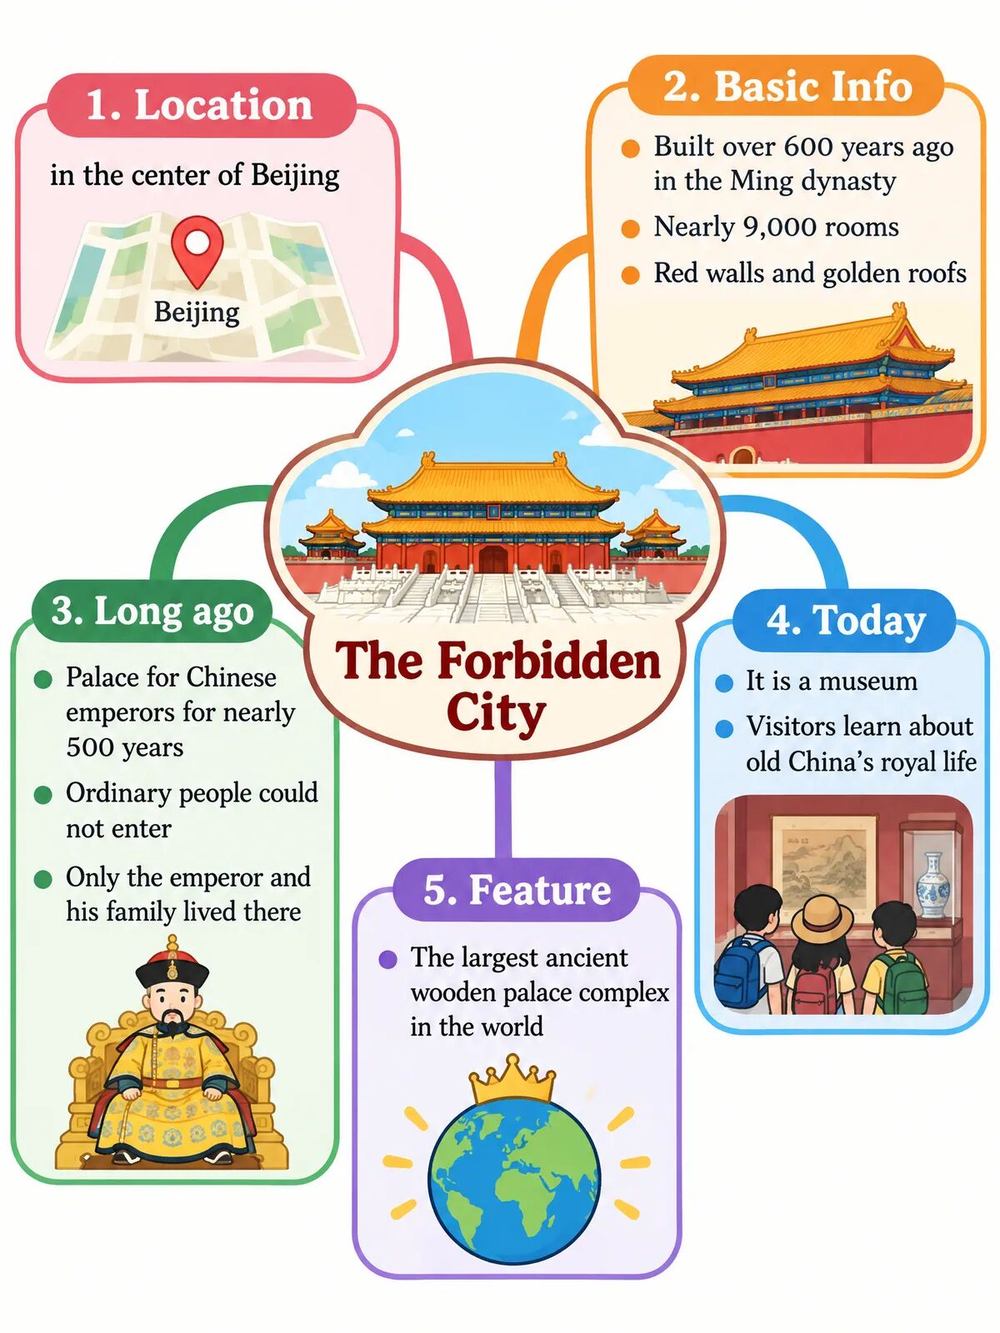 1. Location
in the center of Beijing
Beijing
2. Basic Info
Built over 600 years ago
in the Ming dynasty
Nearly 9,000 rooms
Red walls and golden roofs
The Forbidden
City
3. Long ago
Palace for Chinese
emperors for nearly
500 years
Ordinary people could
not enter
Only the emperor and
his family lived there
4. Today
It is a museum
Visitors learn about
old China's royal life
5. Feature
The largest ancient
wooden palace complex
in the world